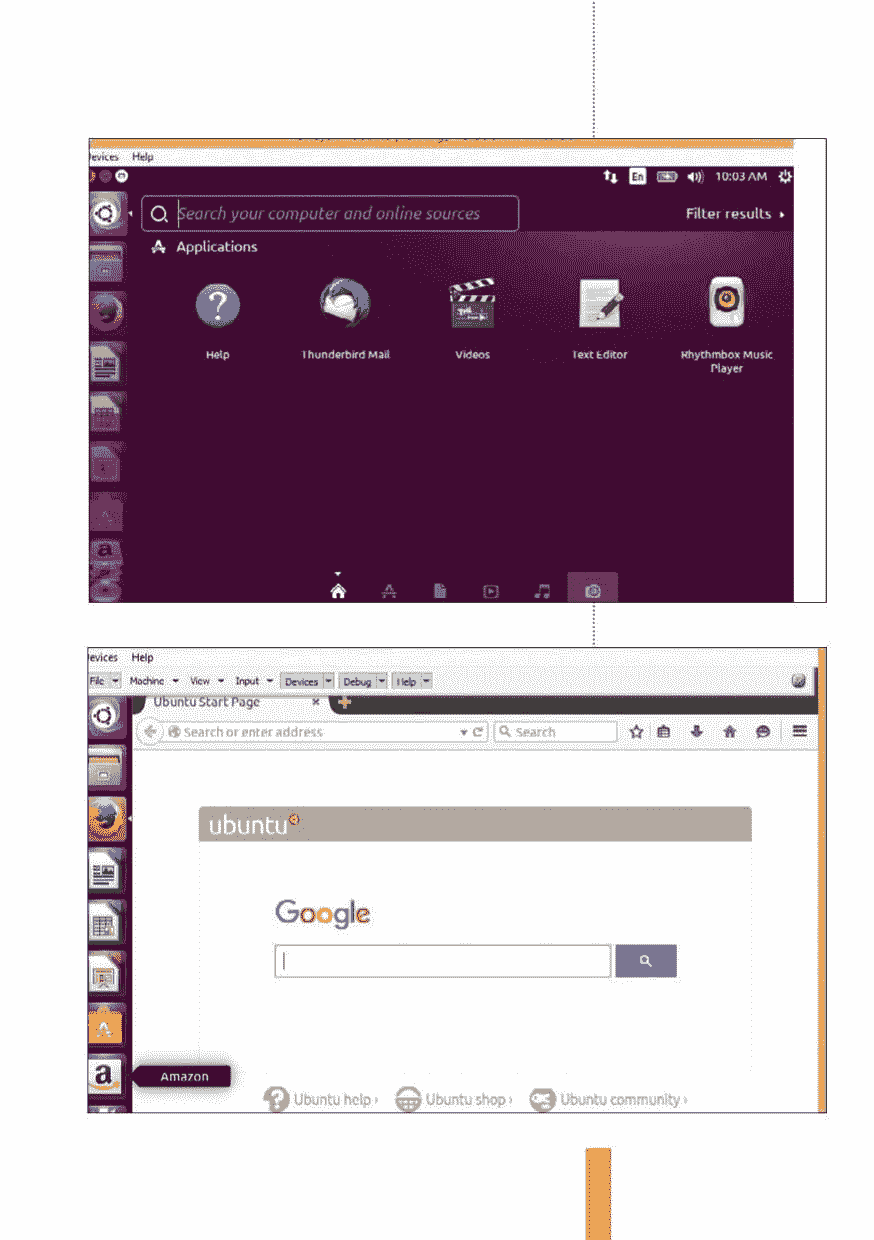 Devices Help
En 10:03 AM
Search your computer and online sources
Filter results
Applications
Help
Thunderbird Mail
Videos
Text Editor
Rhythmbox Music
Player
Devices Help
File Machine View Input Devices Debug Help
Ubuntu Start Page
Search or enter address
Search
ubuntu
Google
a
Amazon
Ubuntu help ›
Ubuntu shop ›
Ubuntu community ›